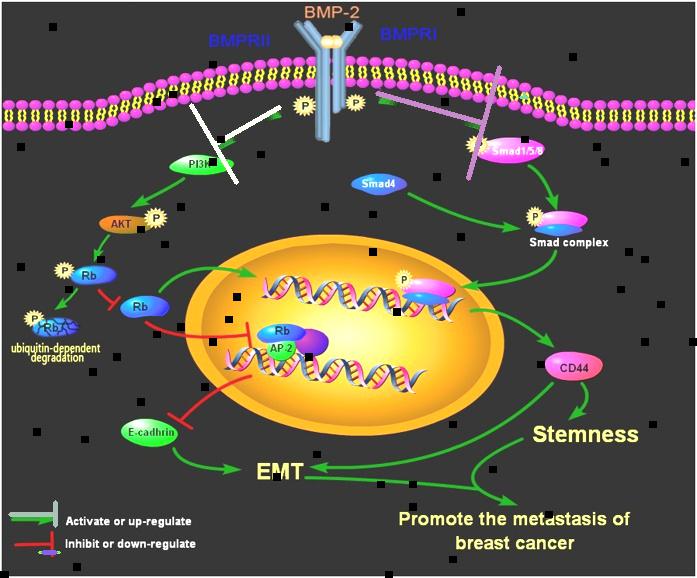 BMP-2
BMPRII
BMPRI
P
P
PI3K
P
Smad1/5/8
Smad4
AKT
P
P
Smad complex
P
Rb
P
Rb
P
Rb
Rb
AP-2
ubiquitin-dependent
degradation
CD44
E-cadhrin
Stemness
EMT
Activate or up-regulate
Inhibit or down-regulate
Promote the metastasis of
breast cancer